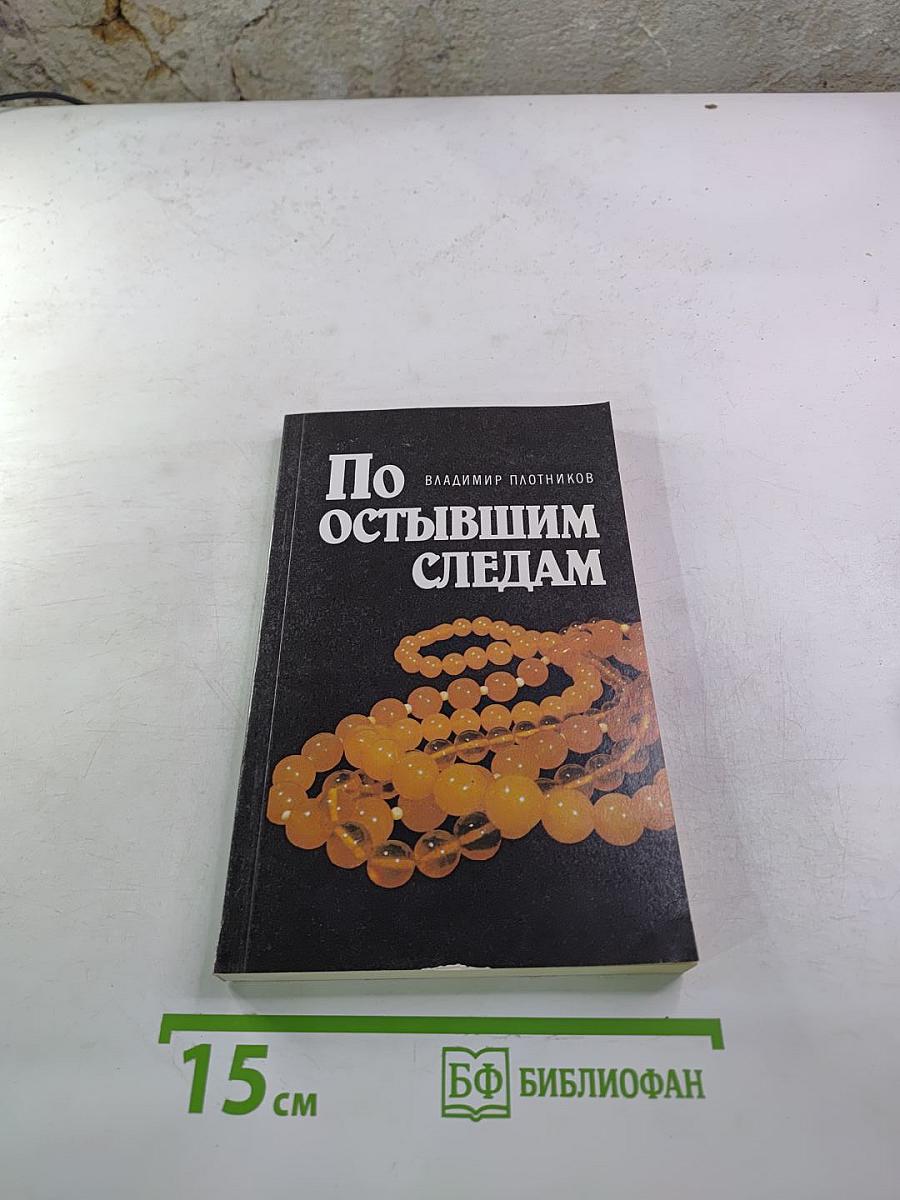 ВЛАДИМИР ПЛОТНИКОВ
По
остывшим
следам
15 см
БФ БИБЛИОФАН